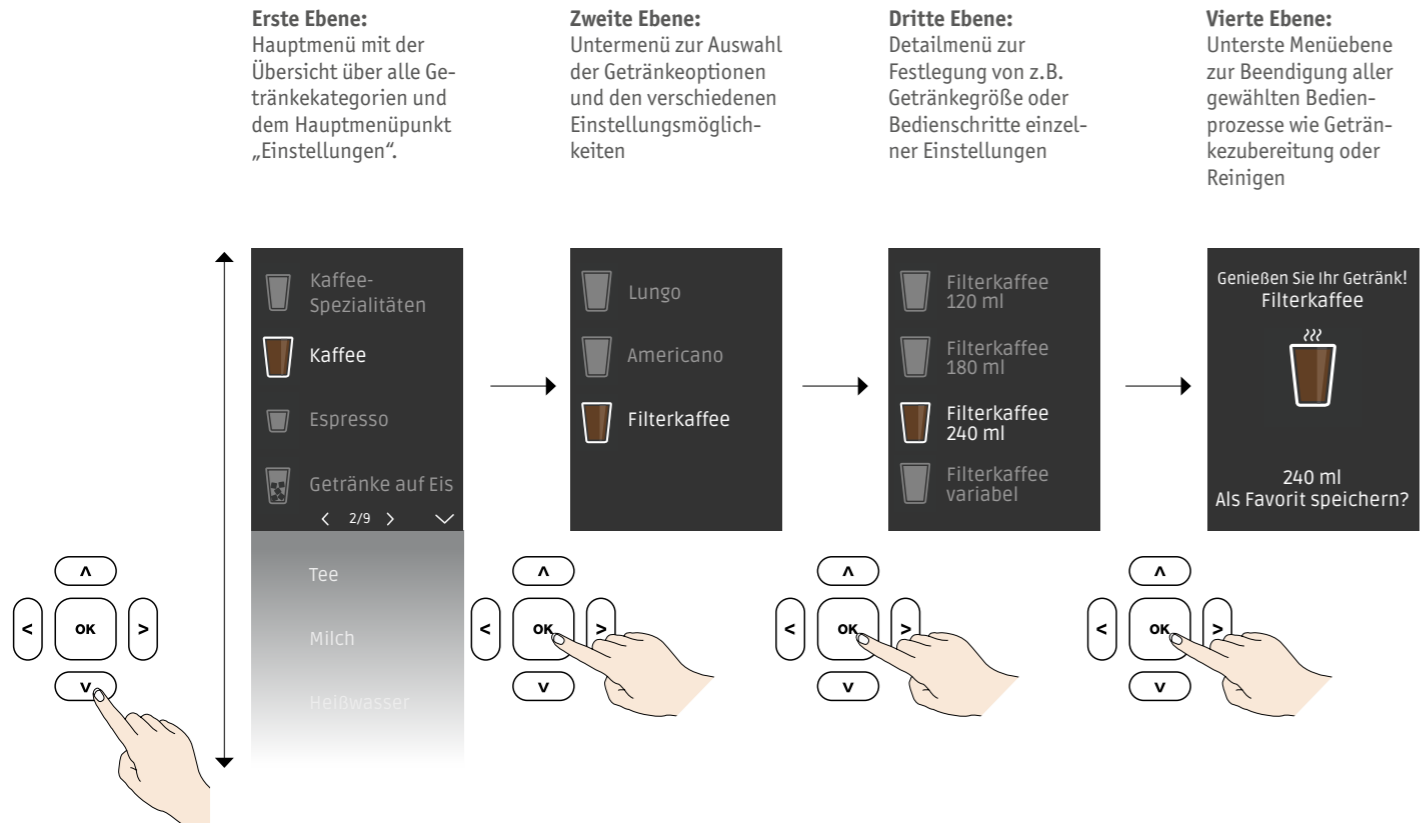 Erste Ebene:
Hauptmenü mit der
Übersicht über alle Ge-
tränkekategorien und
dem Hauptmenüpunkt
„Einstellungen“.
Zweite Ebene:
Untermenü zur Auswahl
der Getränkeoptionen
und den verschiedenen
Einstellungsmöglich-
keiten
Dritte Ebene:
Detailmenü zur
Festlegung von z.B.
Getränkegröße oder
Bedienschritte einzel-
ner Einstellungen
Vierte Ebene:
Unterste Menüebene
zur Beendigung aller
gewählten Bedien-
prozesse wie Geträn-
kezubereitung oder
Reinigen
Kaffee-
Spezialitäten
Kaffee
Espresso
Getränke auf Eis
< 2/9 >
Tee
Milch
Heißwasser
Lungo
Americano
Filterkaffee
Filterkaffee
120 ml
Filterkaffee
180 ml
Filterkaffee
240 ml
Filterkaffee
variabel
Genießen Sie Ihr Getränk!
Filterkaffee
240 ml
Als Favorit speichern?
OK
OK
OK
OK